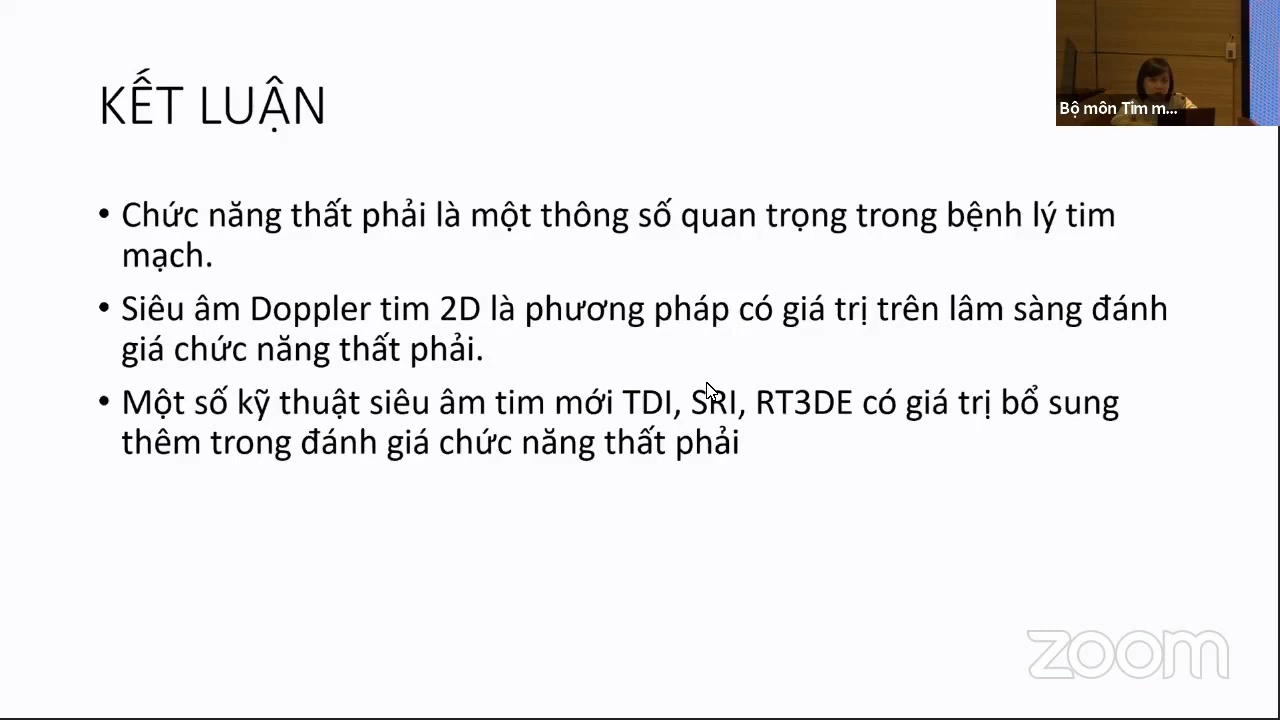 KẾT LUẬN
Bộ môn Tim m...
• Chức năng thất phải là một thông số quan trọng trong bệnh lý tim
mạch.
• Siêu âm Doppler tim 2D là phương pháp có giá trị trên lâm sàng đánh
giá chức năng thất phải.
• Một số kỹ thuật siêu âm tim mới TDI, SRI, RT3DE có giá trị bổ sung
thêm trong đánh giá chức năng thất phải
zoom